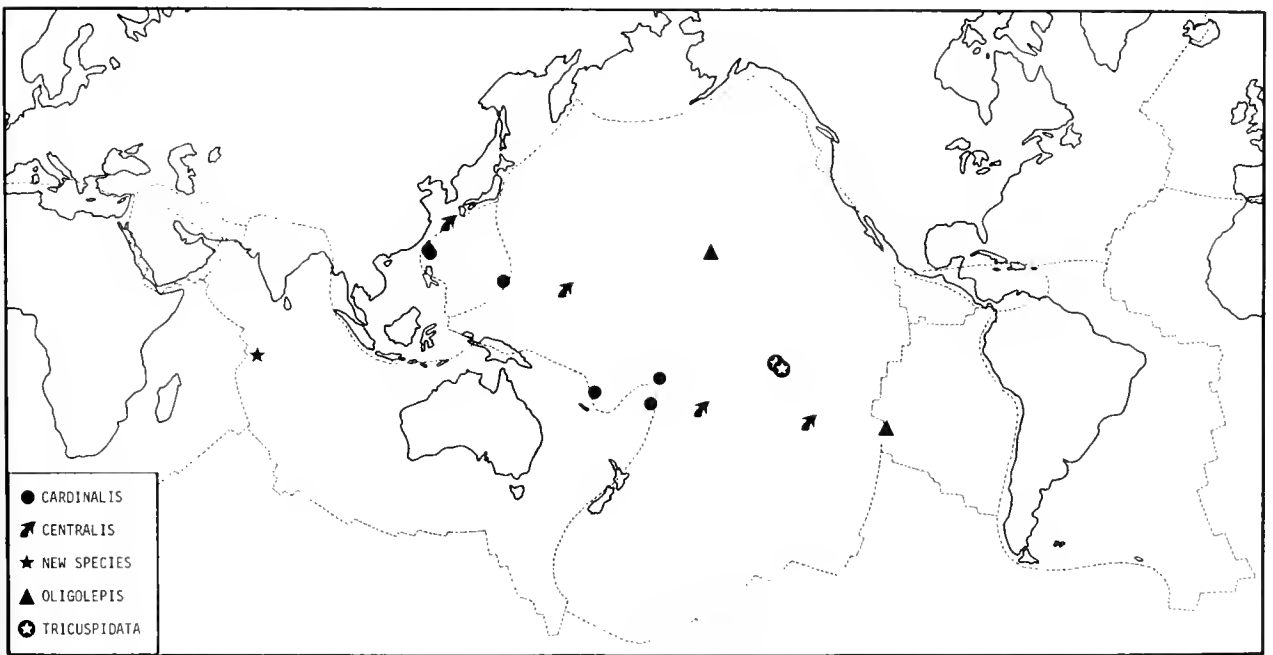 CARDINALIS
CENTRALIS
NEW SPECIES
OLIGOLEPIS
TRICUSPIDATA